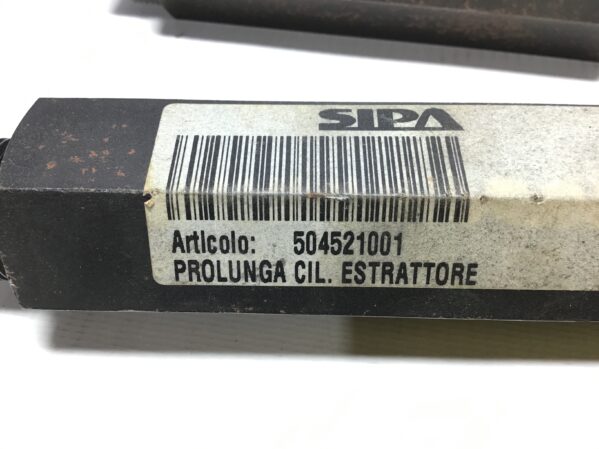 SIPA
Articolo: 504521001
PROLUNGA CIL. ESTRATTORE